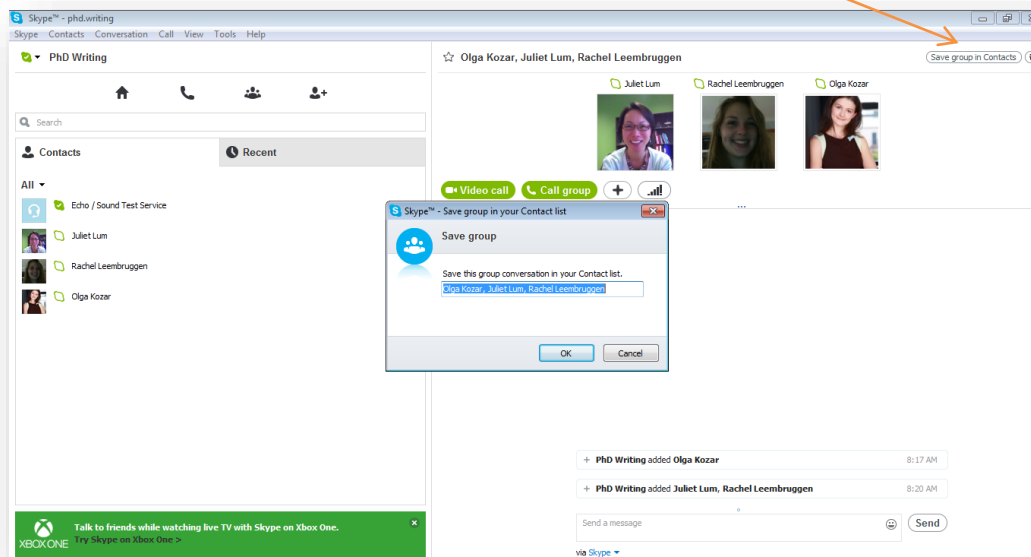 Skype™ - phd.writing
Skype Contacts Conversation Call View Tools Help
PhD Writing
Search
Contacts
Recent
All
Echo / Sound Test Service
Juliet Lum
Rachel Leembruggen
Olga Kozar
XBOX ONE
Talk to friends while watching live TV with Skype on Xbox One.
Try Skype on Xbox One >
Olga Kozar, Juliet Lum, Rachel Leembruggen
Save group in Contacts
Juliet Lum
Rachel Leembruggen
Olga Kozar
Video call
Call group
Skype™ - Save group in your Contact list
Save group
Save this group conversation in your Contact list.
Olga Kozar, Juliet Lum, Rachel Leembruggen
OK
Cancel
+ PhD Writing added Olga Kozar 8:17 AM
+ PhD Writing added Juliet Lum, Rachel Leembruggen 8:20 AM
Send a message
Send
via Skype